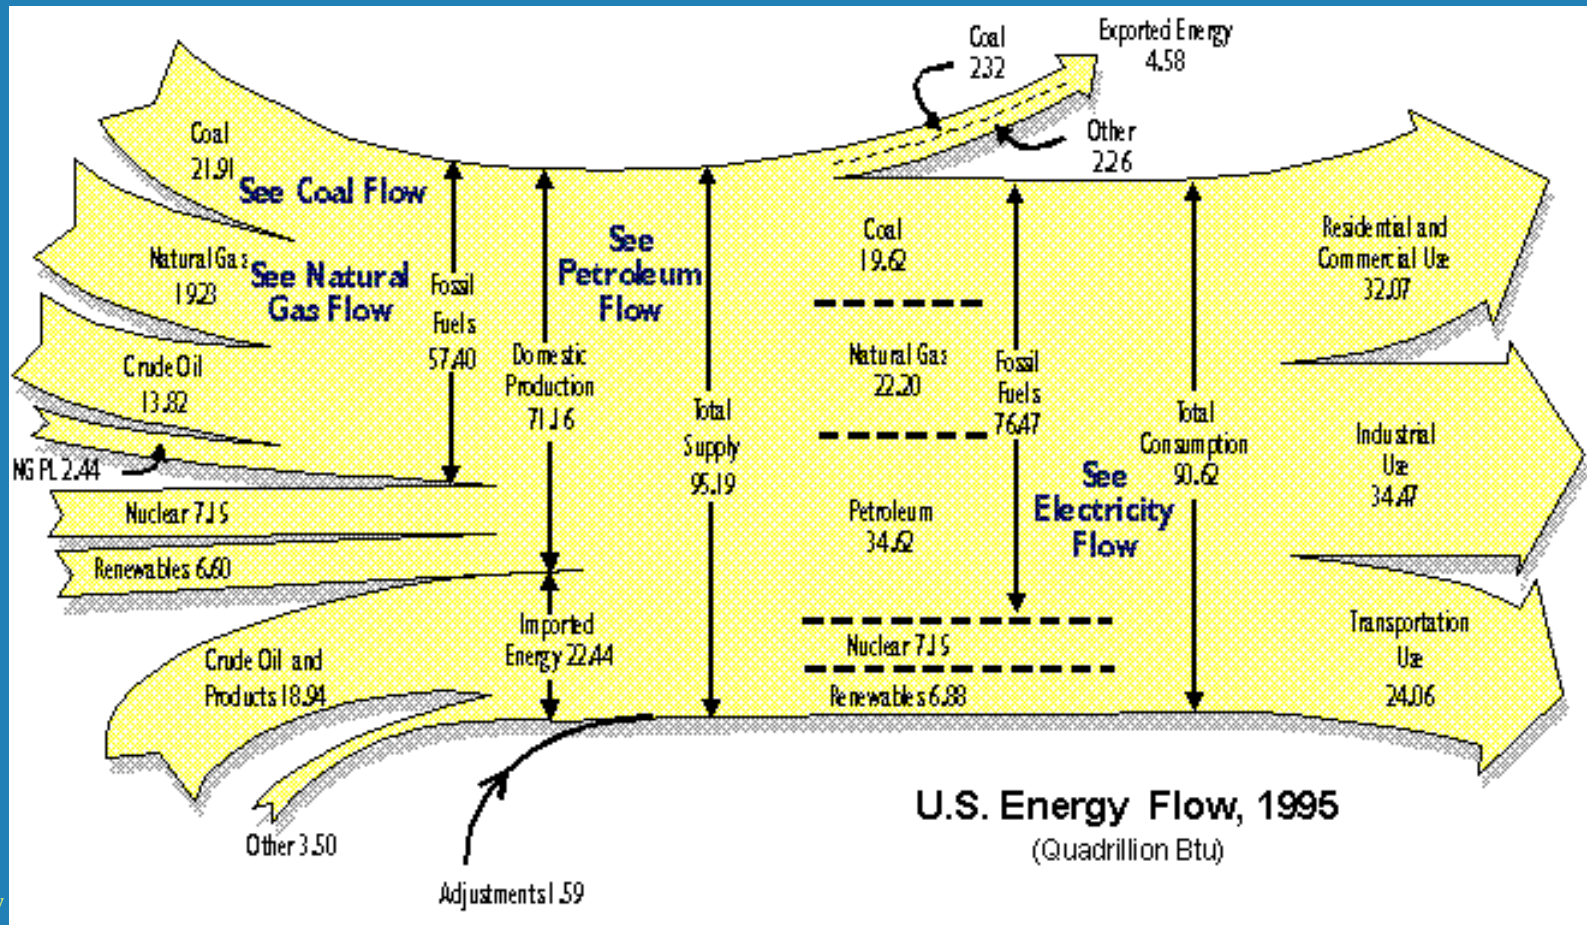 Coal
2.32
Exported Energy
4.58
Other
2.26
Coal
21.91
See Coal Flow
Natural Gas
19.23
See Natural
Gas Flow
Crude Oil
13.82
NGPL 2.44
Nuclear 7.15
Renewables 6.60
Crude Oil and
Products 18.94
Other 3.50
Adjustments 1.59
Fossil
Fuels
57.40
Domestic
Production
71.16
Imported
Energy 22.44
See
Petroleum
Flow
Total
Supply
95.19
Coal
19.62
Natural Gas
22.20
Petroleum
34.62
Nuclear 7.15
Renewables 6.88
Fossil
Fuels
76.47
See
Electricity
Flow
Total
Consumption
90.62
Residential and
Commercial Use
32.07
Industrial
Use
34.47
Transportation
Use
24.06
U.S. Energy Flow, 1995
(Quadrillion Btu)